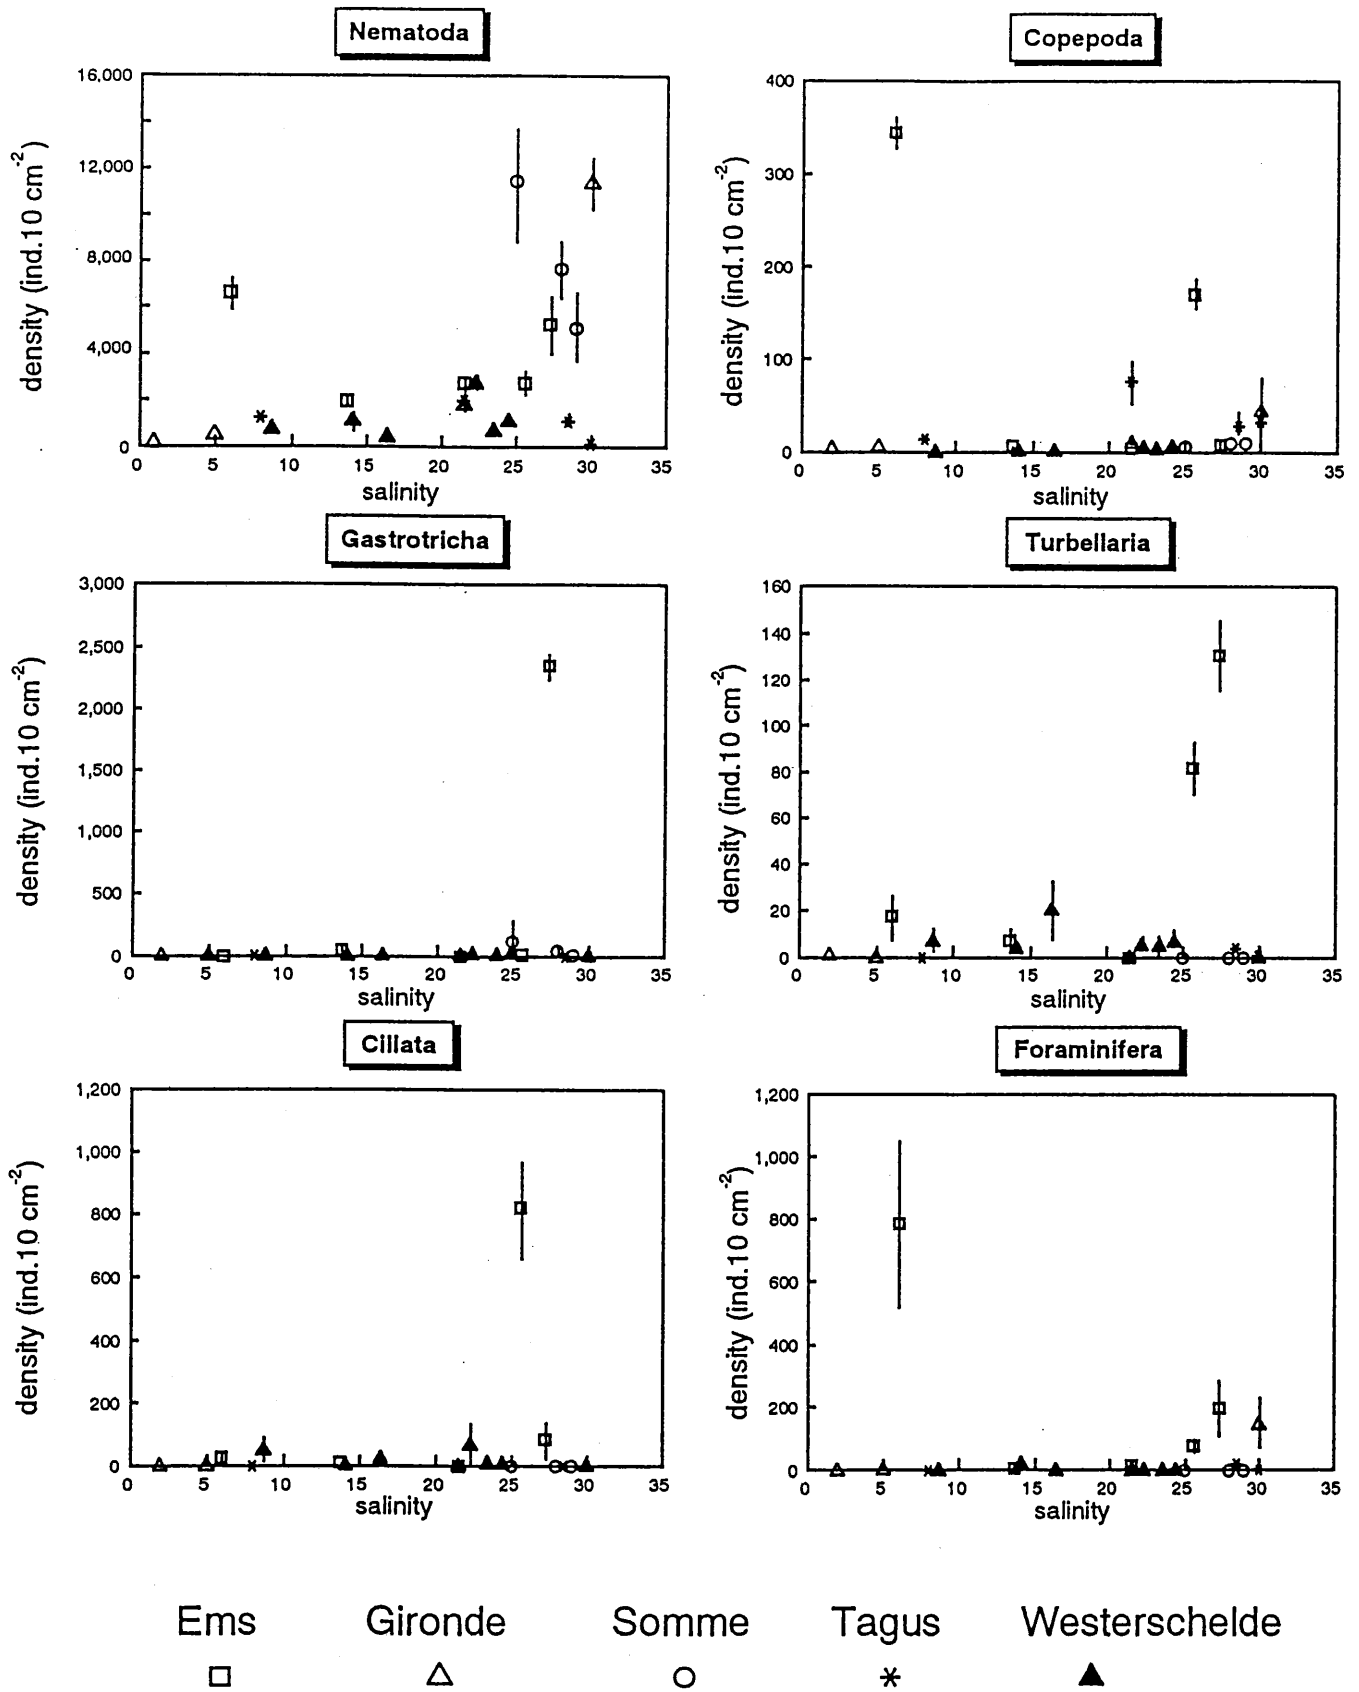 Nematoda
Copepoda
density (ind.10 cm-2)
16,000
12,000
8,000
4,000
0
0 5 10 15 20 25 30 35
salinity
density (ind.10 cm-2)
400
300
200
100
0
0 5 10 15 20 25 30 35
salinity
Gastrotricha
Turbellaria
density (ind.10 cm-2)
3,000
2,500
2,000
1,500
1,000
500
0
0 5 10 15 20 25 30 35
salinity
density (ind.10 cm-2)
160
140
120
100
80
60
40
20
0
0 5 10 15 20 25 30 35
salinity
Ciliata
Foraminifera
density (ind.10 cm-2)
1,200
1,000
800
600
400
200
0
0 5 10 15 20 25 30 35
salinity
density (ind.10 cm-2)
1,200
1,000
800
600
400
200
0
0 5 10 15 20 25 30 35
salinity
Ems Gironde Somme Tagus Westerschelde